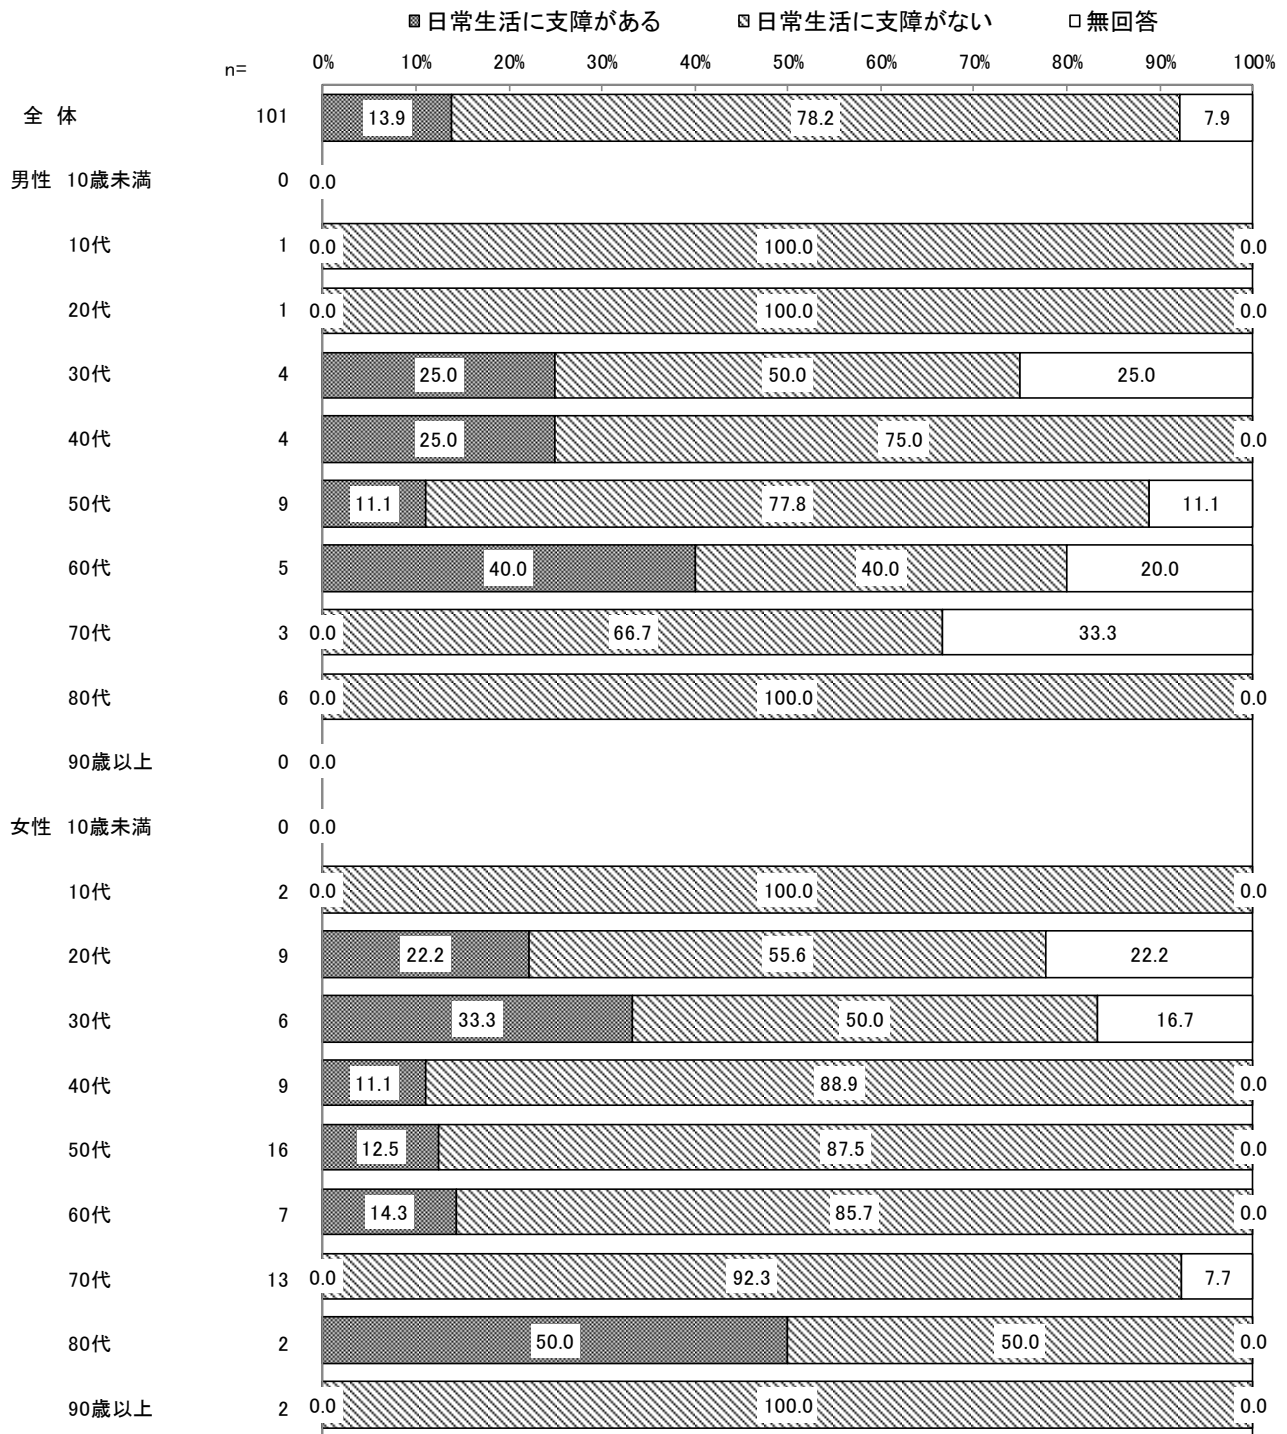 日常生活に支障がある 日常生活に支障がない 無回答
n= 0% 10% 20% 30% 40% 50% 60% 70% 80% 90% 100%
全 体 101 13.9 78.2 7.9
男性 10歳未満 0 0.0
10代 1 0.0 100.0 0.0
20代 1 0.0 100.0 0.0
30代 4 25.0 50.0 25.0
40代 4 25.0 75.0 0.0
50代 9 11.1 77.8 11.1
60代 5 40.0 40.0 20.0
70代 3 0.0 66.7 33.3
80代 6 0.0 100.0 0.0
90歳以上 0 0.0
女性 10歳未満 0 0.0
10代 2 0.0 100.0 0.0
20代 9 22.2 55.6 22.2
30代 6 33.3 50.0 16.7
40代 9 11.1 88.9 0.0
50代 16 12.5 87.5 0.0
60代 7 14.3 85.7 0.0
70代 13 0.0 92.3 7.7
80代 2 50.0 50.0 0.0
90歳以上 2 0.0 100.0 0.0